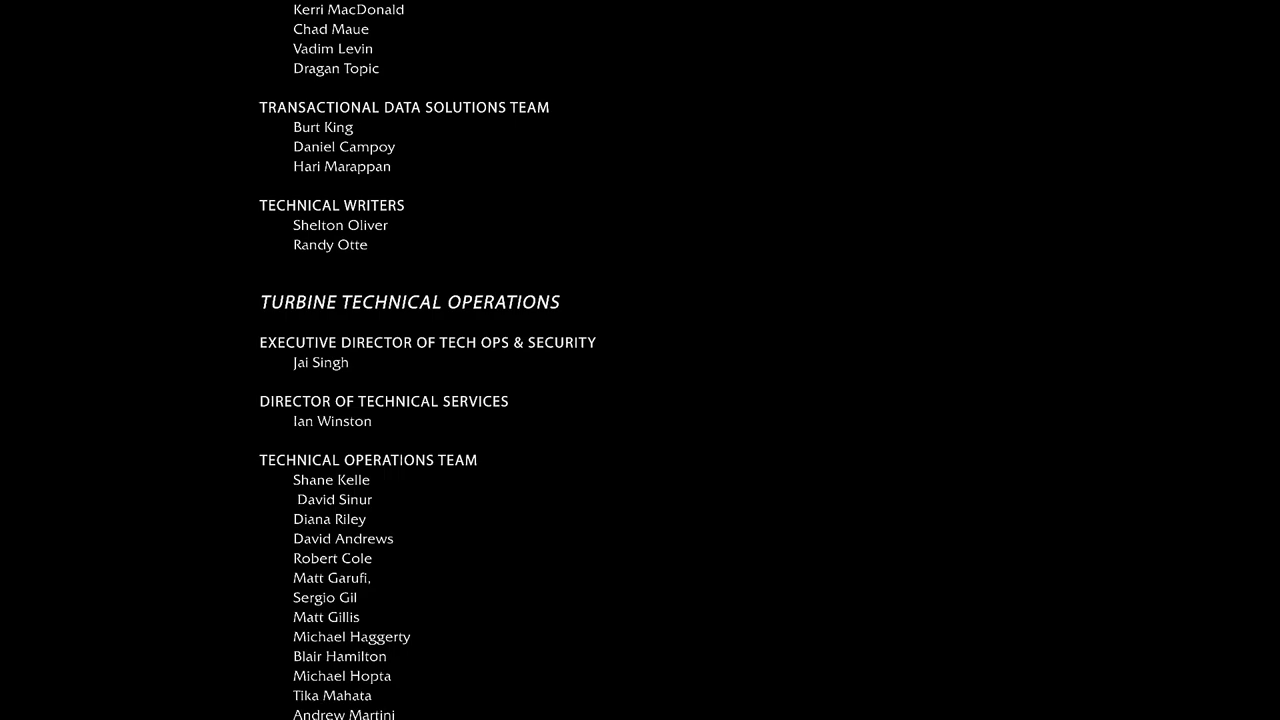 Kerri MacDonald
Chad Maue
Vadim Levin
Dragan Topic
TRANSACTIONAL DATA SOLUTIONS TEAM
Burt King
Daniel Campoy
Hari Marappan
TECHNICAL WRITERS
Shelton Oliver
Randy Otte
TURBINE TECHNICAL OPERATIONS
EXECUTIVE DIRECTOR OF TECH OPS & SECURITY
Jai Singh
DIRECTOR OF TECHNICAL SERVICES
Ian Winston
TECHNICAL OPERATIONS TEAM
Shane Kelle
David Sinur
Diana Riley
David Andrews
Robert Cole
Matt Garufi,
Sergio Gil
Matt Gillis
Michael Haggerty
Blair Hamilton
Michael Hopta
Tika Mahata
Andrew Martini